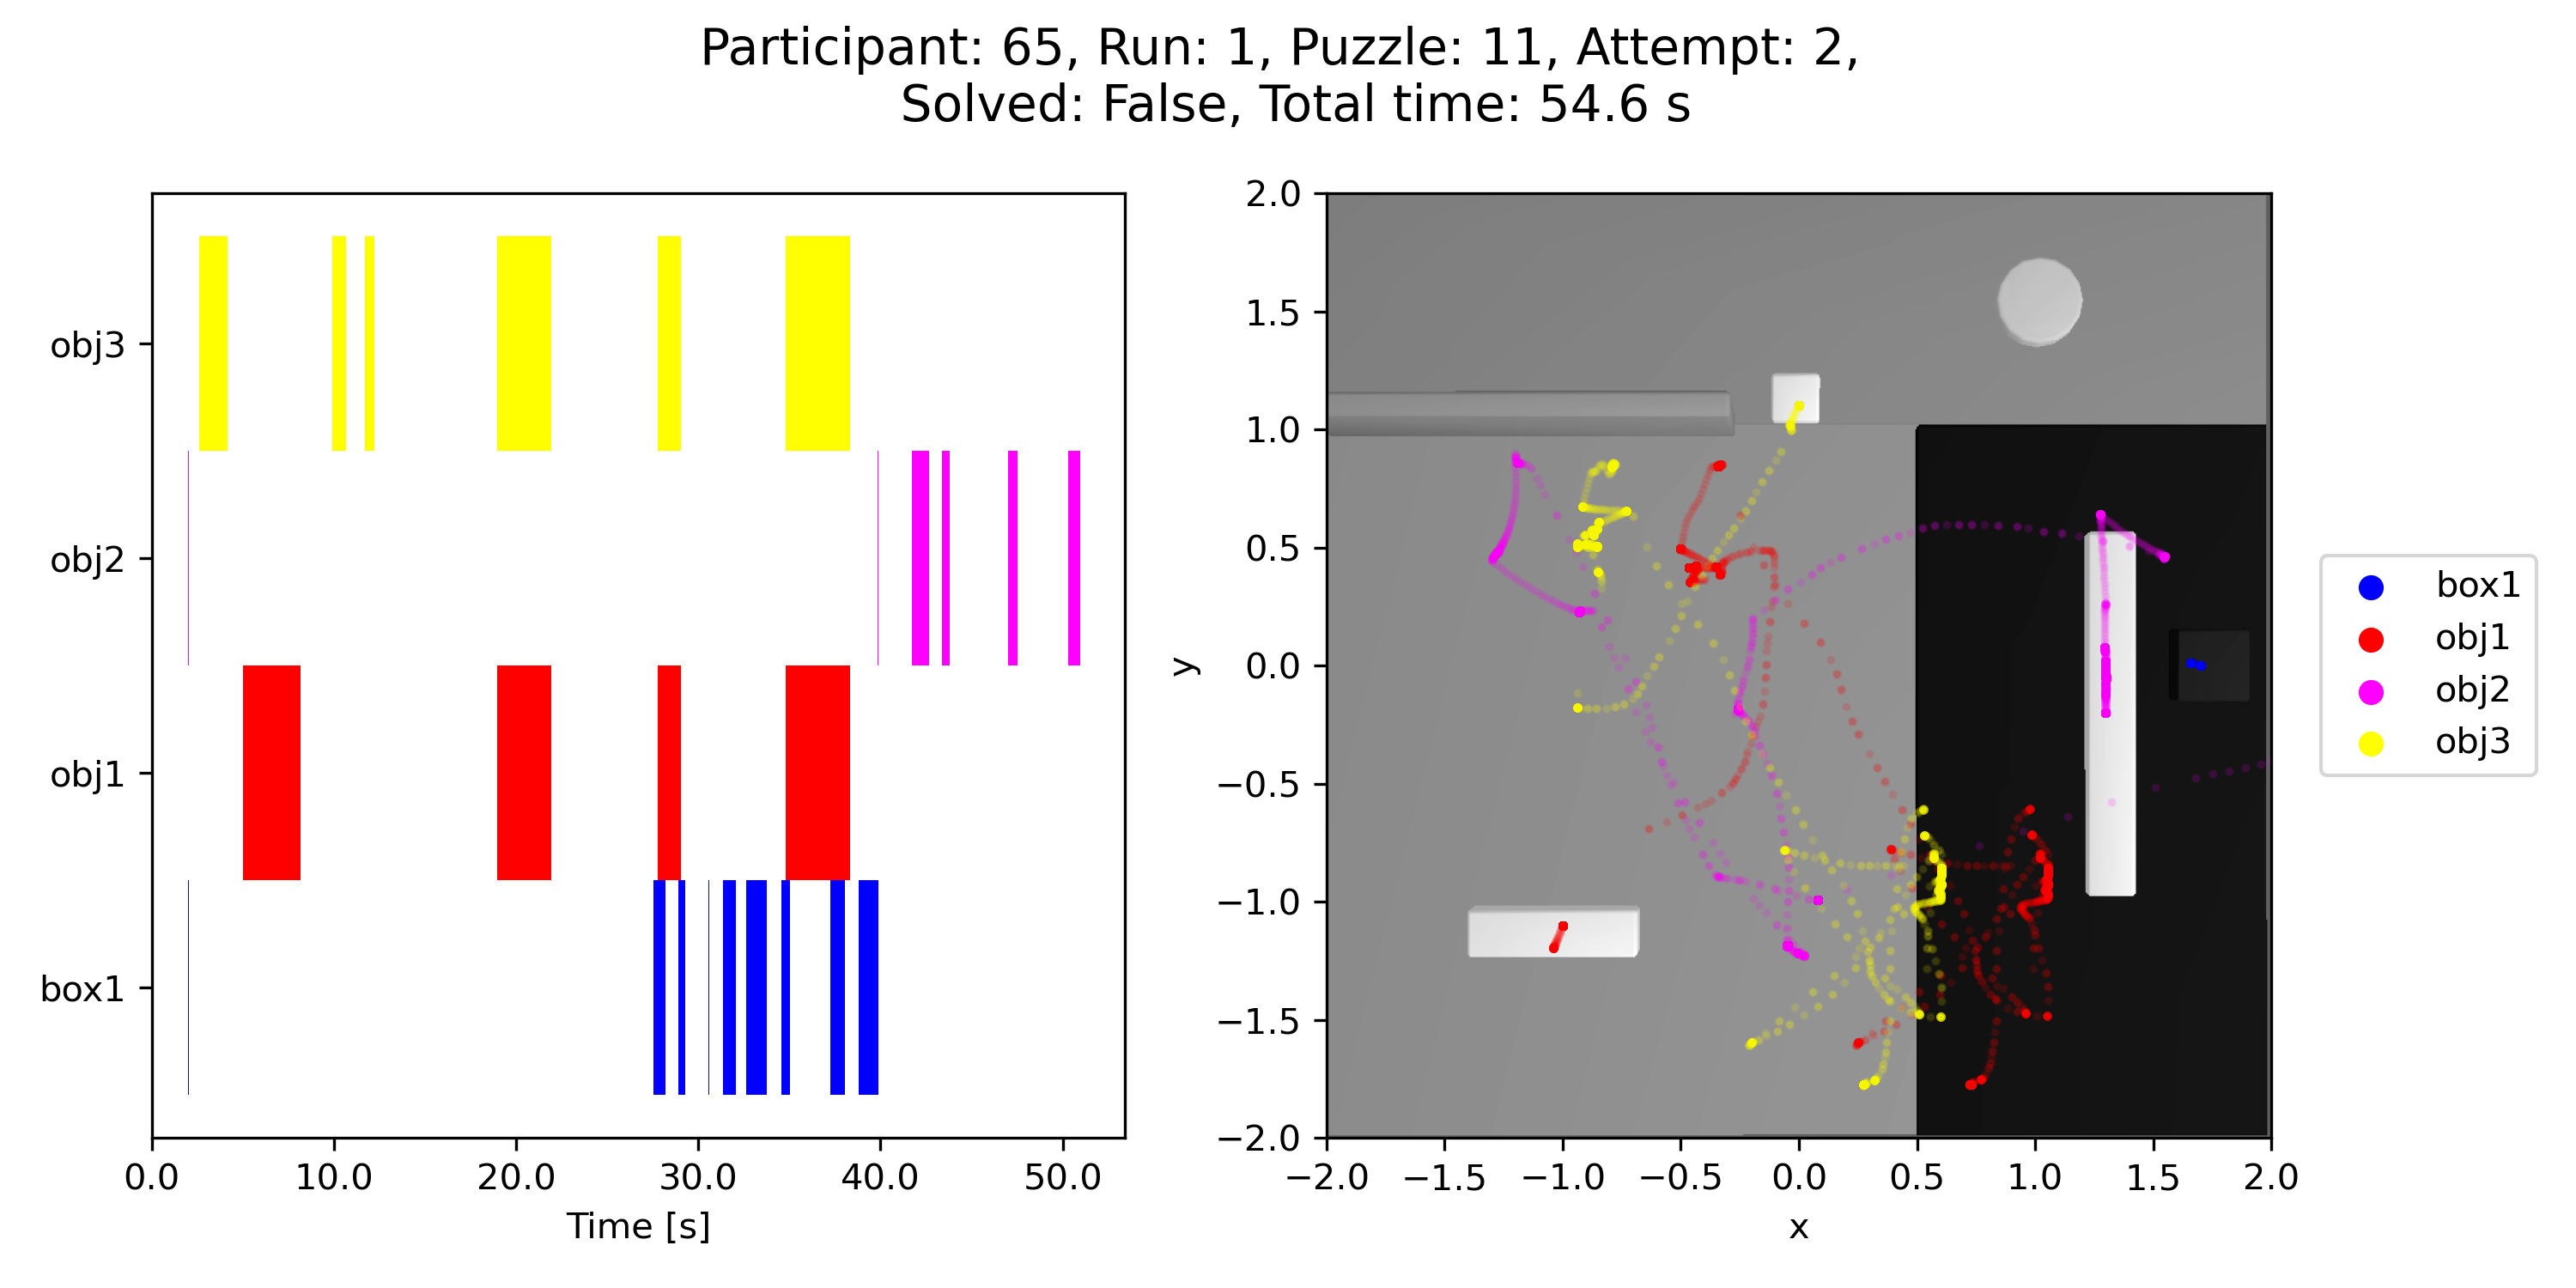 Participant: 65, Run: 1, Puzzle: 11, Attempt: 2,
Solved: False, Total time: 54.6 s
obj3
obj2
obj1
box1
0.0 10.0 20.0 30.0 40.0 50.0
Time [s]
2.0
1.5
1.0
0.5
0.0
−0.5
−1.0
−1.5
−2.0
y
−2.0 −1.5 −1.0 −0.5 0.0 0.5 1.0 1.5 2.0
x
box1
obj1
obj2
obj3